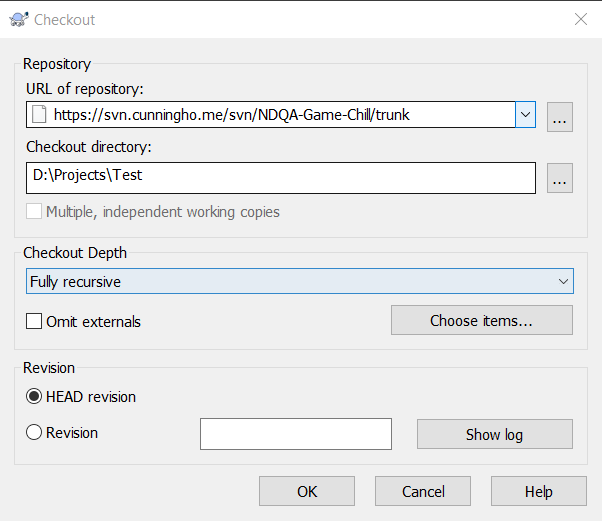 Checkout
Repository
URL of repository:
https://svn.cunningho.me/svn/NDQA-Game-Chill/trunk
...
Checkout directory:
D:\Projects\Test
...
Multiple, independent working copies
Checkout Depth
Fully recursive
Omit externals
Choose items...
Revision
HEAD revision
Revision
Show log
OK
Cancel
Help